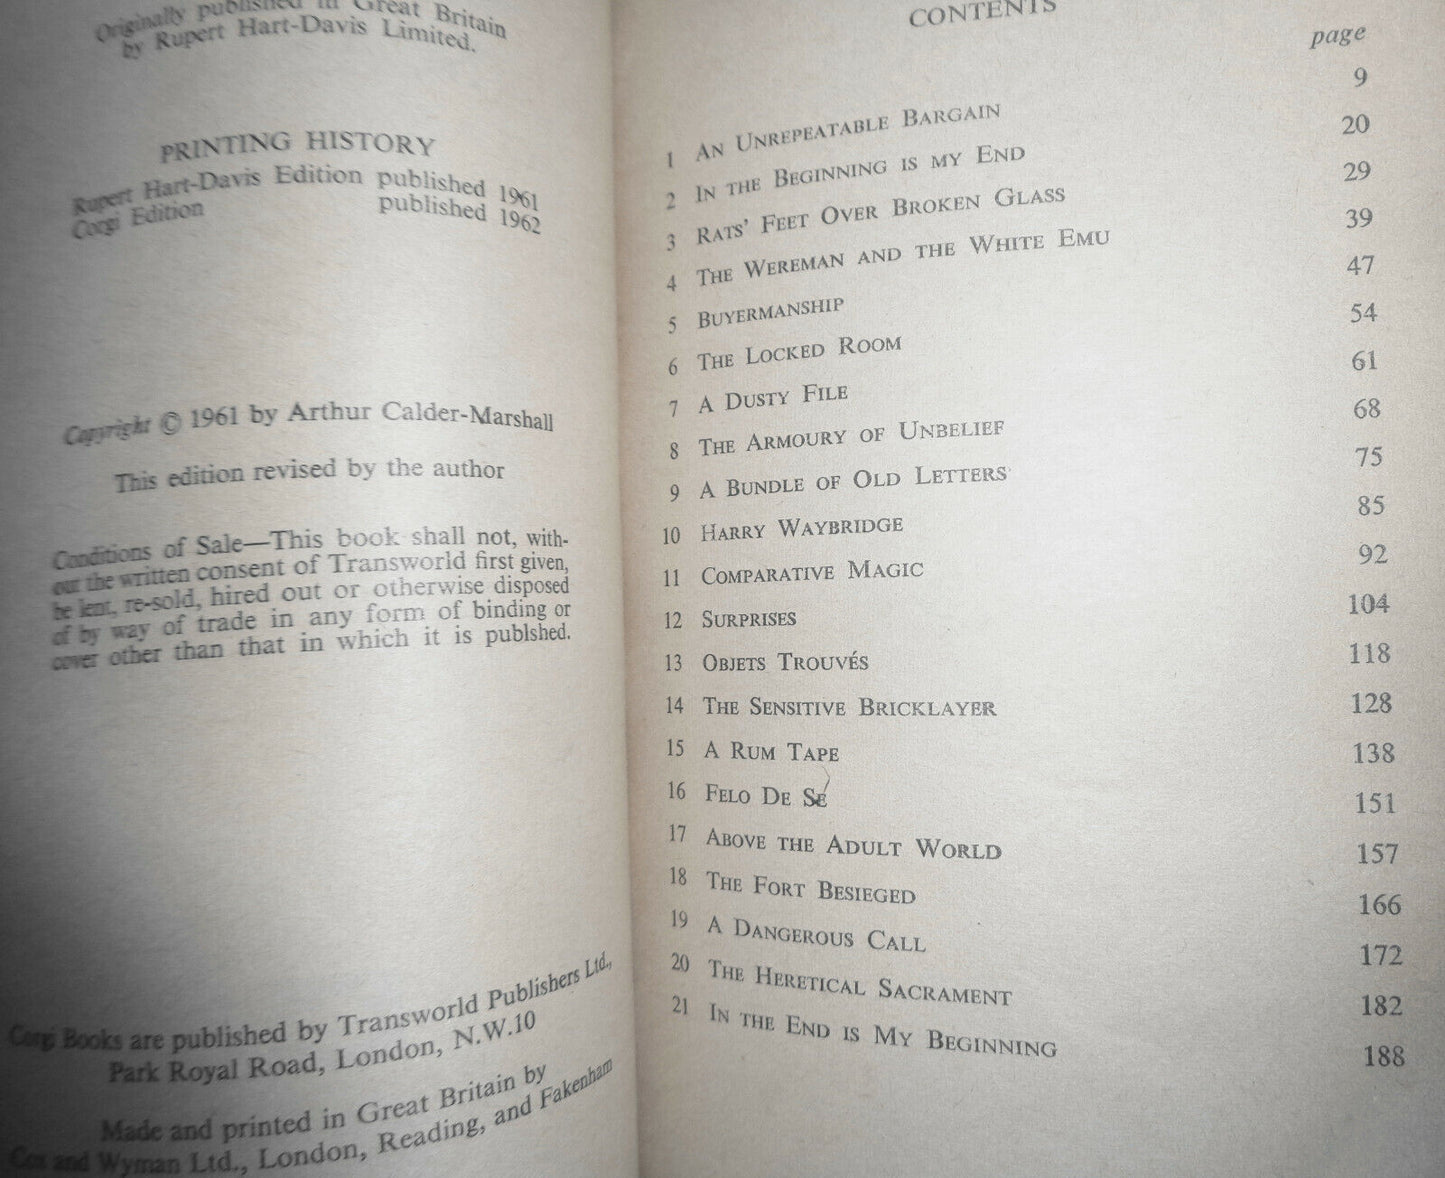 Originally published in Great Britain
by Rupert Hart-Davis Limited.
PRINTING HISTORY
Rupert Hart-Davis Edition published 1961
Corgi Edition published 1962
Copyright © 1961 by Arthur Calder-Marshall
This edition revised by the author
Conditions of Sale—This book shall not, with-
out the written consent of Transworld first given,
be lent, re-sold, hired out or otherwise disposed
of by way of trade in any form of binding or
cover other than that in which it is publshed.
Corgi Books are published by Transworld Publishers Ltd.,
Park Royal Road, London, N.W.10
Made and printed in Great Britain by
Cox and Wyman Ltd., London, Reading, and Fakenham
CONTENTS
page
1 An Unrepeatable Bargain 9
2 In the Beginning is my End 20
3 Rats' Feet Over Broken Glass 29
4 The Wereman and the White Emu 39
5 Buyermanship 47
6 The Locked Room 54
7 A Dusty File 61
8 The Armoury of Unbelief 68
9 A Bundle of Old Letters 75
10 Harry Waybridge 85
11 Comparative Magic 92
12 Surprises 104
13 Objets Trouvés 118
14 The Sensitive Bricklayer 128
15 A Rum Tape 138
16 Felo De Se 151
17 Above the Adult World 157
18 The Fort Besieged 166
19 A Dangerous Call 172
20 The Heretical Sacrament 182
21 In the End is My Beginning 188